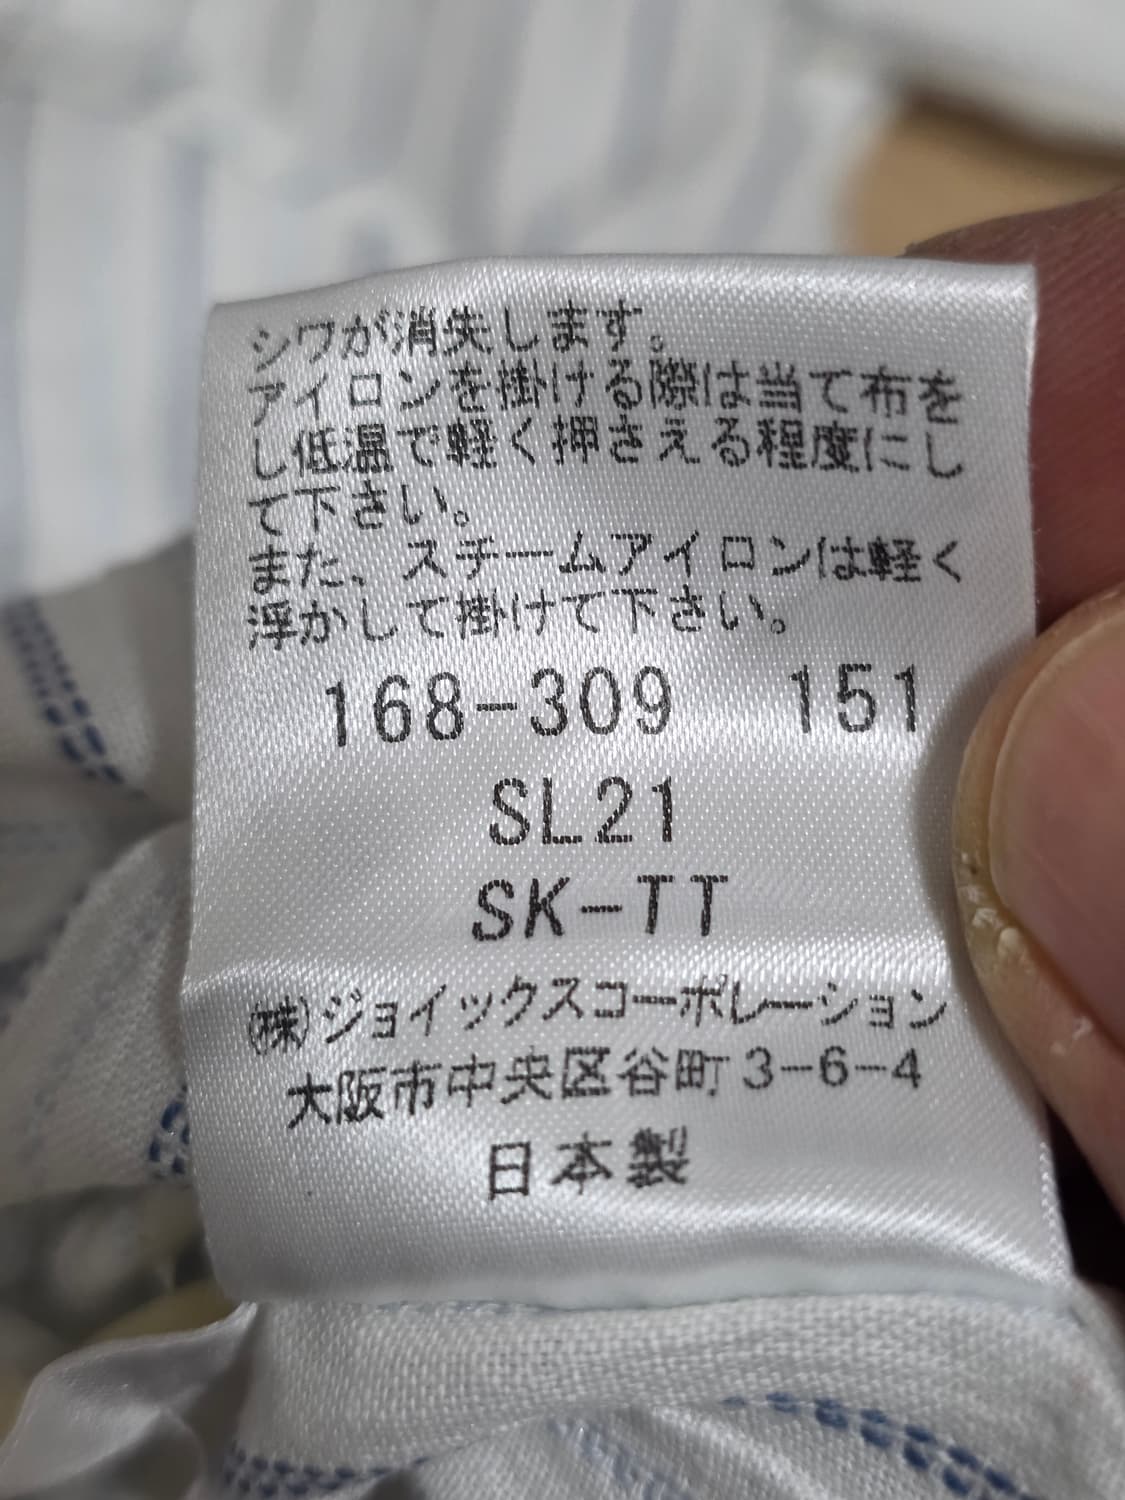 シワが消失します。
アイロンを掛ける際は当て布を
し低温で軽く押さえる程度にし
て下さい。
また、スチームアイロンは軽く
浮かして掛けて下さい。
168-309 151
SL21
SK-TT
㈱ジョイックスコーポレーション
大阪市中央区谷町3-6-4
日本製